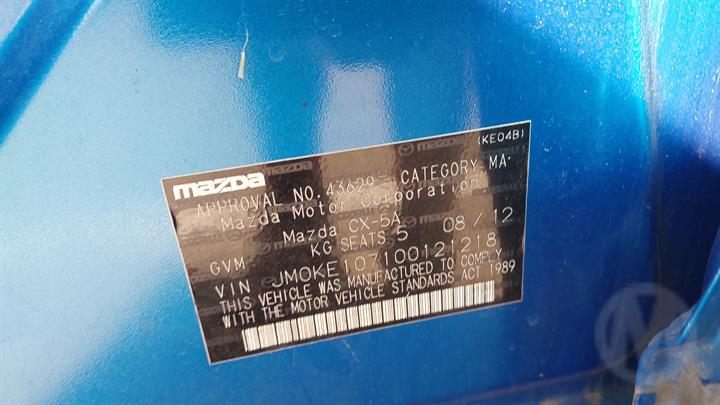 (KE04B)
mazda
APPROVAL NO.43629 CATEGORY MA
Mazda Motor Corporation.
Mazda CX-5A 08/12
GVM KG SEATS 5
VIN JM0KE107100121218
THIS VEHICLE WAS MANUFACTURED TO COMPLY
WITH THE MOTOR VEHICLE STANDARDS ACT 1989